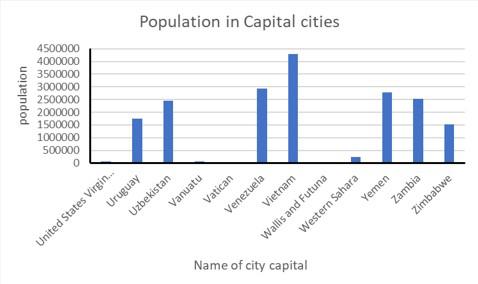 Population in Capital cities
population
4500000
4000000
3500000
3000000
2500000
2000000
1500000
1000000
500000
0
United States Virgin...
Uruguay
Uzbekistan
Vanuatu
Vatican
Venezuela
Vietnam
Wallis and Futuna
Western Sahara
Yemen
Zambia
Zimbabwe
Name of city capital